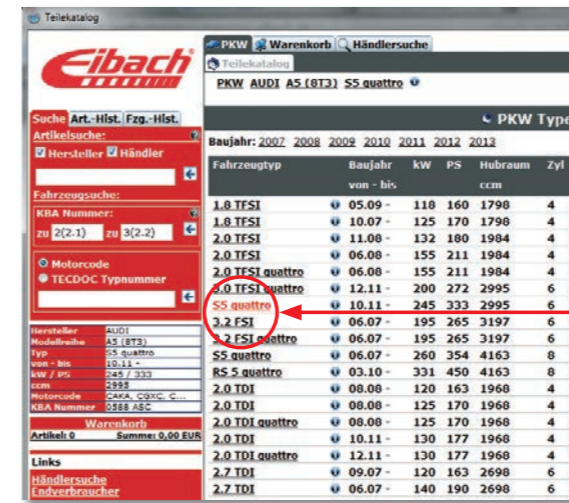 Teilekatalog
Eibach
PKW Warenkorb Händlersuche
Teilekatalog
PKW AUDI A5 (8T3) S5 quattro
Suche Art.-Hist. Fzg.-Hist.
Artikelsuche:
Hersteller Händler
Fahrzeugsuche:
KBA Nummer:
zu 2(2.1) zu 3(2.2)
Motorcode
TECDOC Typnummer
Hersteller AUDI
Modellreihe A5 (8T3)
Typ S5 quattro
von - bis 10.11 -
kW / PS 245 / 333
ccm 2995
Motorcode CAKA, CGXC, C...
KBA Nummer 0588 ASC
Warenkorb
Artikel: 0 Summe: 0,00 EUR
Links
Händlersuche
Endverbraucher
PKW Type
Baujahr: 2007 2008 2009 2010 2011 2012 2013
Fahrzeugtyp Baujahr kW PS Hubraum Zyl
von - bis ccm
1.8 TFSI 05.09 - 118 160 1798 4
1.8 TFSI 10.07 - 125 170 1798 4
2.0 TFSI 11.08 - 132 180 1984 4
2.0 TFSI 06.08 - 155 211 1984 4
2.0 TFSI quattro 06.08 - 155 211 1984 4
3.0 TFSI quattro 12.11 - 200 272 2995 6
S5 quattro 10.11 - 245 333 2995 6
3.2 FSI 06.07 - 195 265 3197 6
3.2 FSI quattro 06.07 - 195 265 3197 6
S5 quattro 06.07 - 260 354 4163 8
RS 5 quattro 03.10 - 331 450 4163 8
2.0 TDI 08.08 - 120 163 1968 4
2.0 TDI 08.08 - 125 170 1968 4
2.0 TDI quattro 08.08 - 125 170 1968 4
2.0 TDI 10.11 - 130 177 1968 4
2.0 TDI quattro 12.11 - 130 177 1968 4
2.7 TDI 09.07 - 120 163 2698 6
2.7 TDI 06.07 - 140 190 2698 6